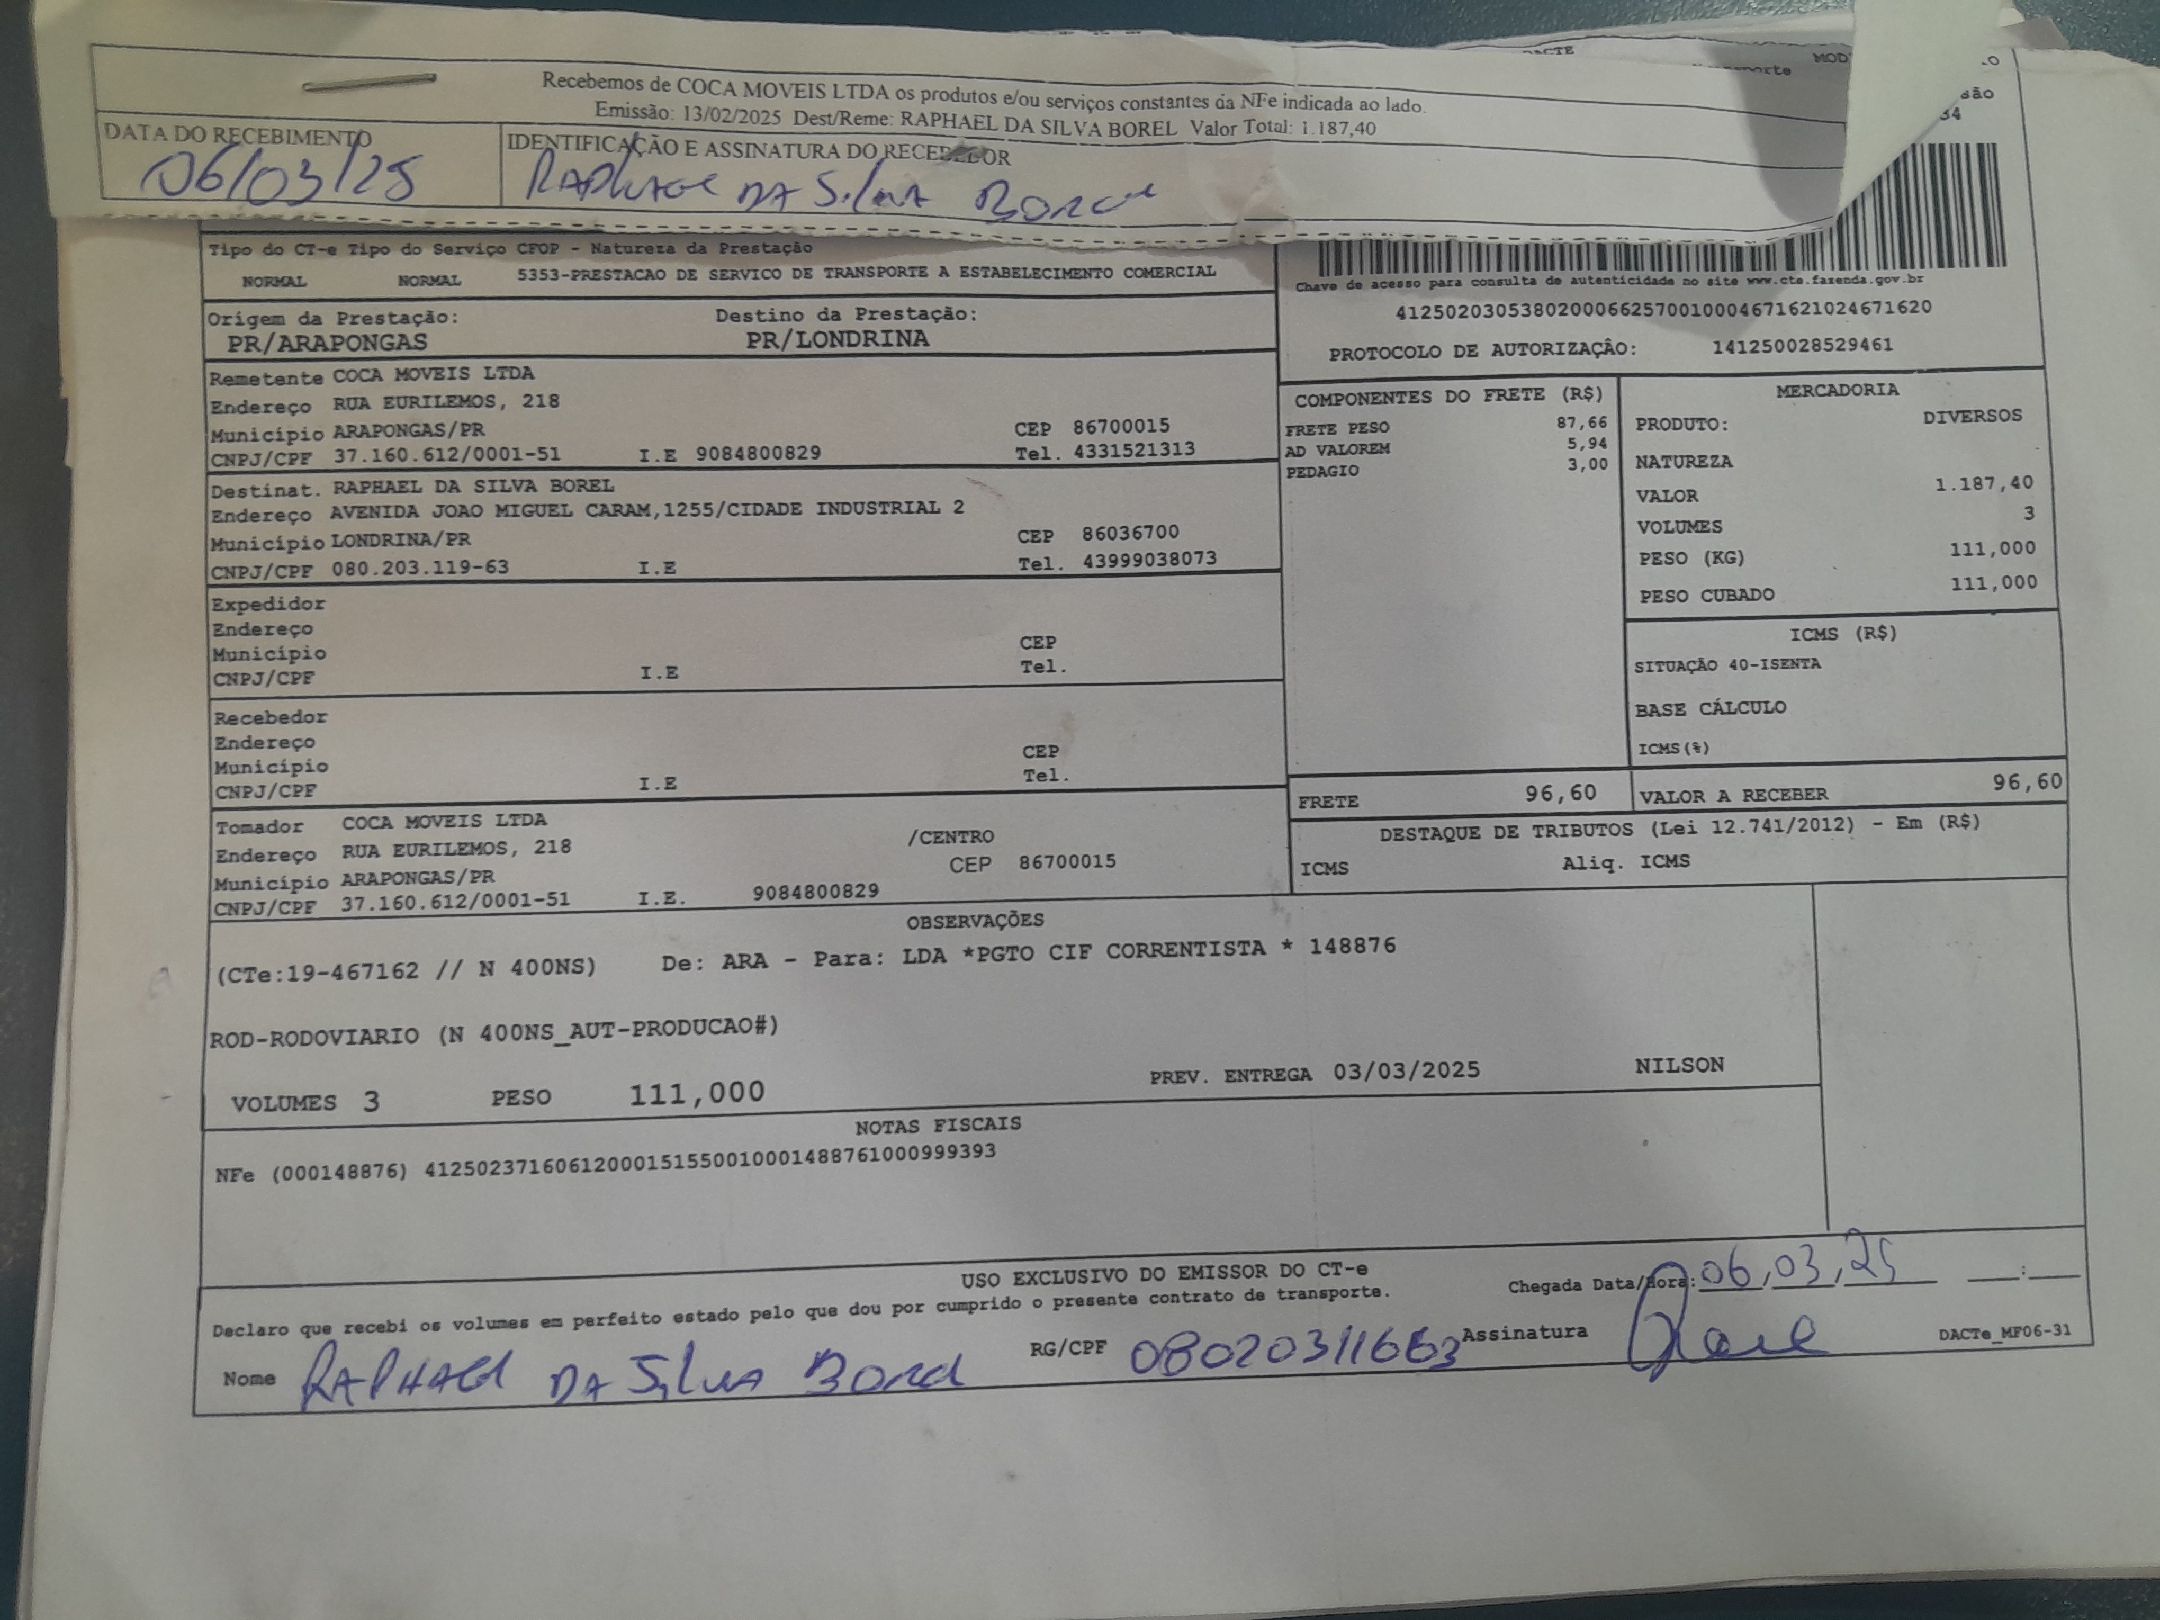 DACTE
MOD
Recebemos de COCA MOVEIS LTDA os produtos e/ou serviços constantes da NFe indicada ao lado.
Emissão: 13/02/2025 Dest/Reme: RAPHAEL DA SILVA BOREL Valor Total: 1.187,40
DATA DO RECEBIMENTO IDENTIFICAÇÃO E ASSINATURA DO RECEBEDOR
06/03/25 RAPHAEL DA SILVA BOREL
Tipo do CT-e Tipo do Serviço CFOP - Natureza da Prestação
NORMAL NORMAL 5353-PRESTACAO DE SERVICO DE TRANSPORTE A ESTABELECIMENTO COMERCIAL
Chave de acesso para consulta de autenticidade no site www.cte.fazenda.gov.br
41250203053802000662570010004671621024671620
PROTOCOLO DE AUTORIZAÇÂO: 141250028529461
Origem da Prestação: Destino da Prestação:
PR/ARAPONGAS PR/LONDRINA
Remetente COCA MOVEIS LTDA
Endereço RUA EURILEMOS, 218
Município ARAPONGAS/PR CEP 86700015
CNPJ/CPF 37.160.612/0001-51 I.E 9084800829 Tel. 4331521313
Destinat. RAPHAEL DA SILVA BOREL
Endereço AVENIDA JOAO MIGUEL CARAM,1255/CIDADE INDUSTRIAL 2
Município LONDRINA/PR CEP 86036700
CNPJ/CPF 080.203.119-63 I.E Tel. 43999038073
Expedidor
Endereço
Município CEP
CNPJ/CPF I.E Tel.
Recebedor
Endereço
Município CEP
CNPJ/CPF I.E Tel.
Tomador COCA MOVEIS LTDA
Endereço RUA EURILEMOS, 218 /CENTRO
Município ARAPONGAS/PR CEP 86700015
CNPJ/CPF 37.160.612/0001-51 I.E. 9084800829
COMPONENTES DO FRETE (R$)
FRETE PESO 87,66
AD VALOREM 5,94
PEDAGIO 3,00
MERCADORIA
PRODUTO: DIVERSOS
NATUREZA
VALOR 1.187,40
VOLUMES 3
PESO (KG) 111,000
PESO CUBADO 111,000
ICMS (R$)
SITUAÇÃO 40-ISENTA
BASE CÁLCULO
ICMS(%)
FRETE 96,60 VALOR A RECEBER 96,60
DESTAQUE DE TRIBUTOS (Lei 12.741/2012) - Em (R$)
ICMS Aliq. ICMS
OBSERVAÇÕES
(CTe:19-467162 // N 400NS) De: ARA - Para: LDA *PGTO CIF CORRENTISTA * 148876
ROD-RODOVIARIO (N 400NS_AUT-PRODUCAO#)
VOLUMES 3 PESO 111,000 PREV. ENTREGA 03/03/2025 NILSON
NOTAS FISCAIS
NFe (000148876) 41250237160612000151550010001488761000999393
USO EXCLUSIVO DO EMISSOR DO CT-e
Declaro que recebi os volumes em perfeito estado pelo que dou por cumprido o presente contrato de transporte.
Chegada Data/Hora: 06,03,25 :
Nome RAPHAEL DA SILVA BOREL RG/CPF 08020311663 Assinatura
DACTe_MF06-31